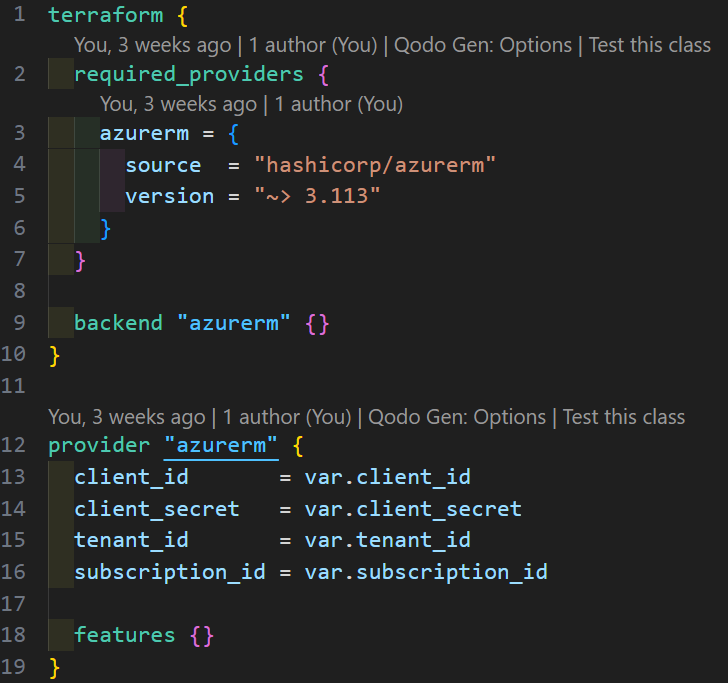 1 terraform {
You, 3 weeks ago | 1 author (You) | Qodo Gen: Options | Test this class
2 required_providers {
You, 3 weeks ago | 1 author (You)
3 azurerm = {
4 source  = "hashicorp/azurerm"
5 version = "~> 3.113"
6 }
7 }
8
9 backend "azurerm" {}
10 }
11
You, 3 weeks ago | 1 author (You) | Qodo Gen: Options | Test this class
12 provider "azurerm" {
13 client_id       = var.client_id
14 client_secret   = var.client_secret
15 tenant_id       = var.tenant_id
16 subscription_id = var.subscription_id
17
18 features {}
19 }